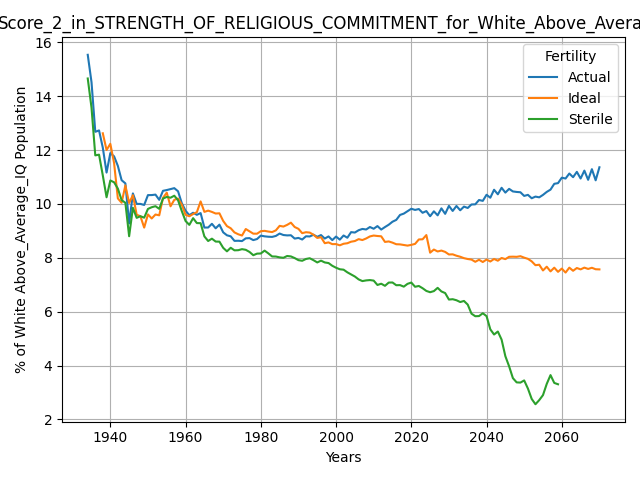 Score_2_in_STRENGTH_OF_RELIGIOUS_COMMITMENT_for_White_Above_Avera
16
14
12
10
8
6
4
2
% of White Above_Average_IQ Population
Fertility
Actual
Ideal
Sterile
1940 1960 1980 2000 2020 2040 2060
Years